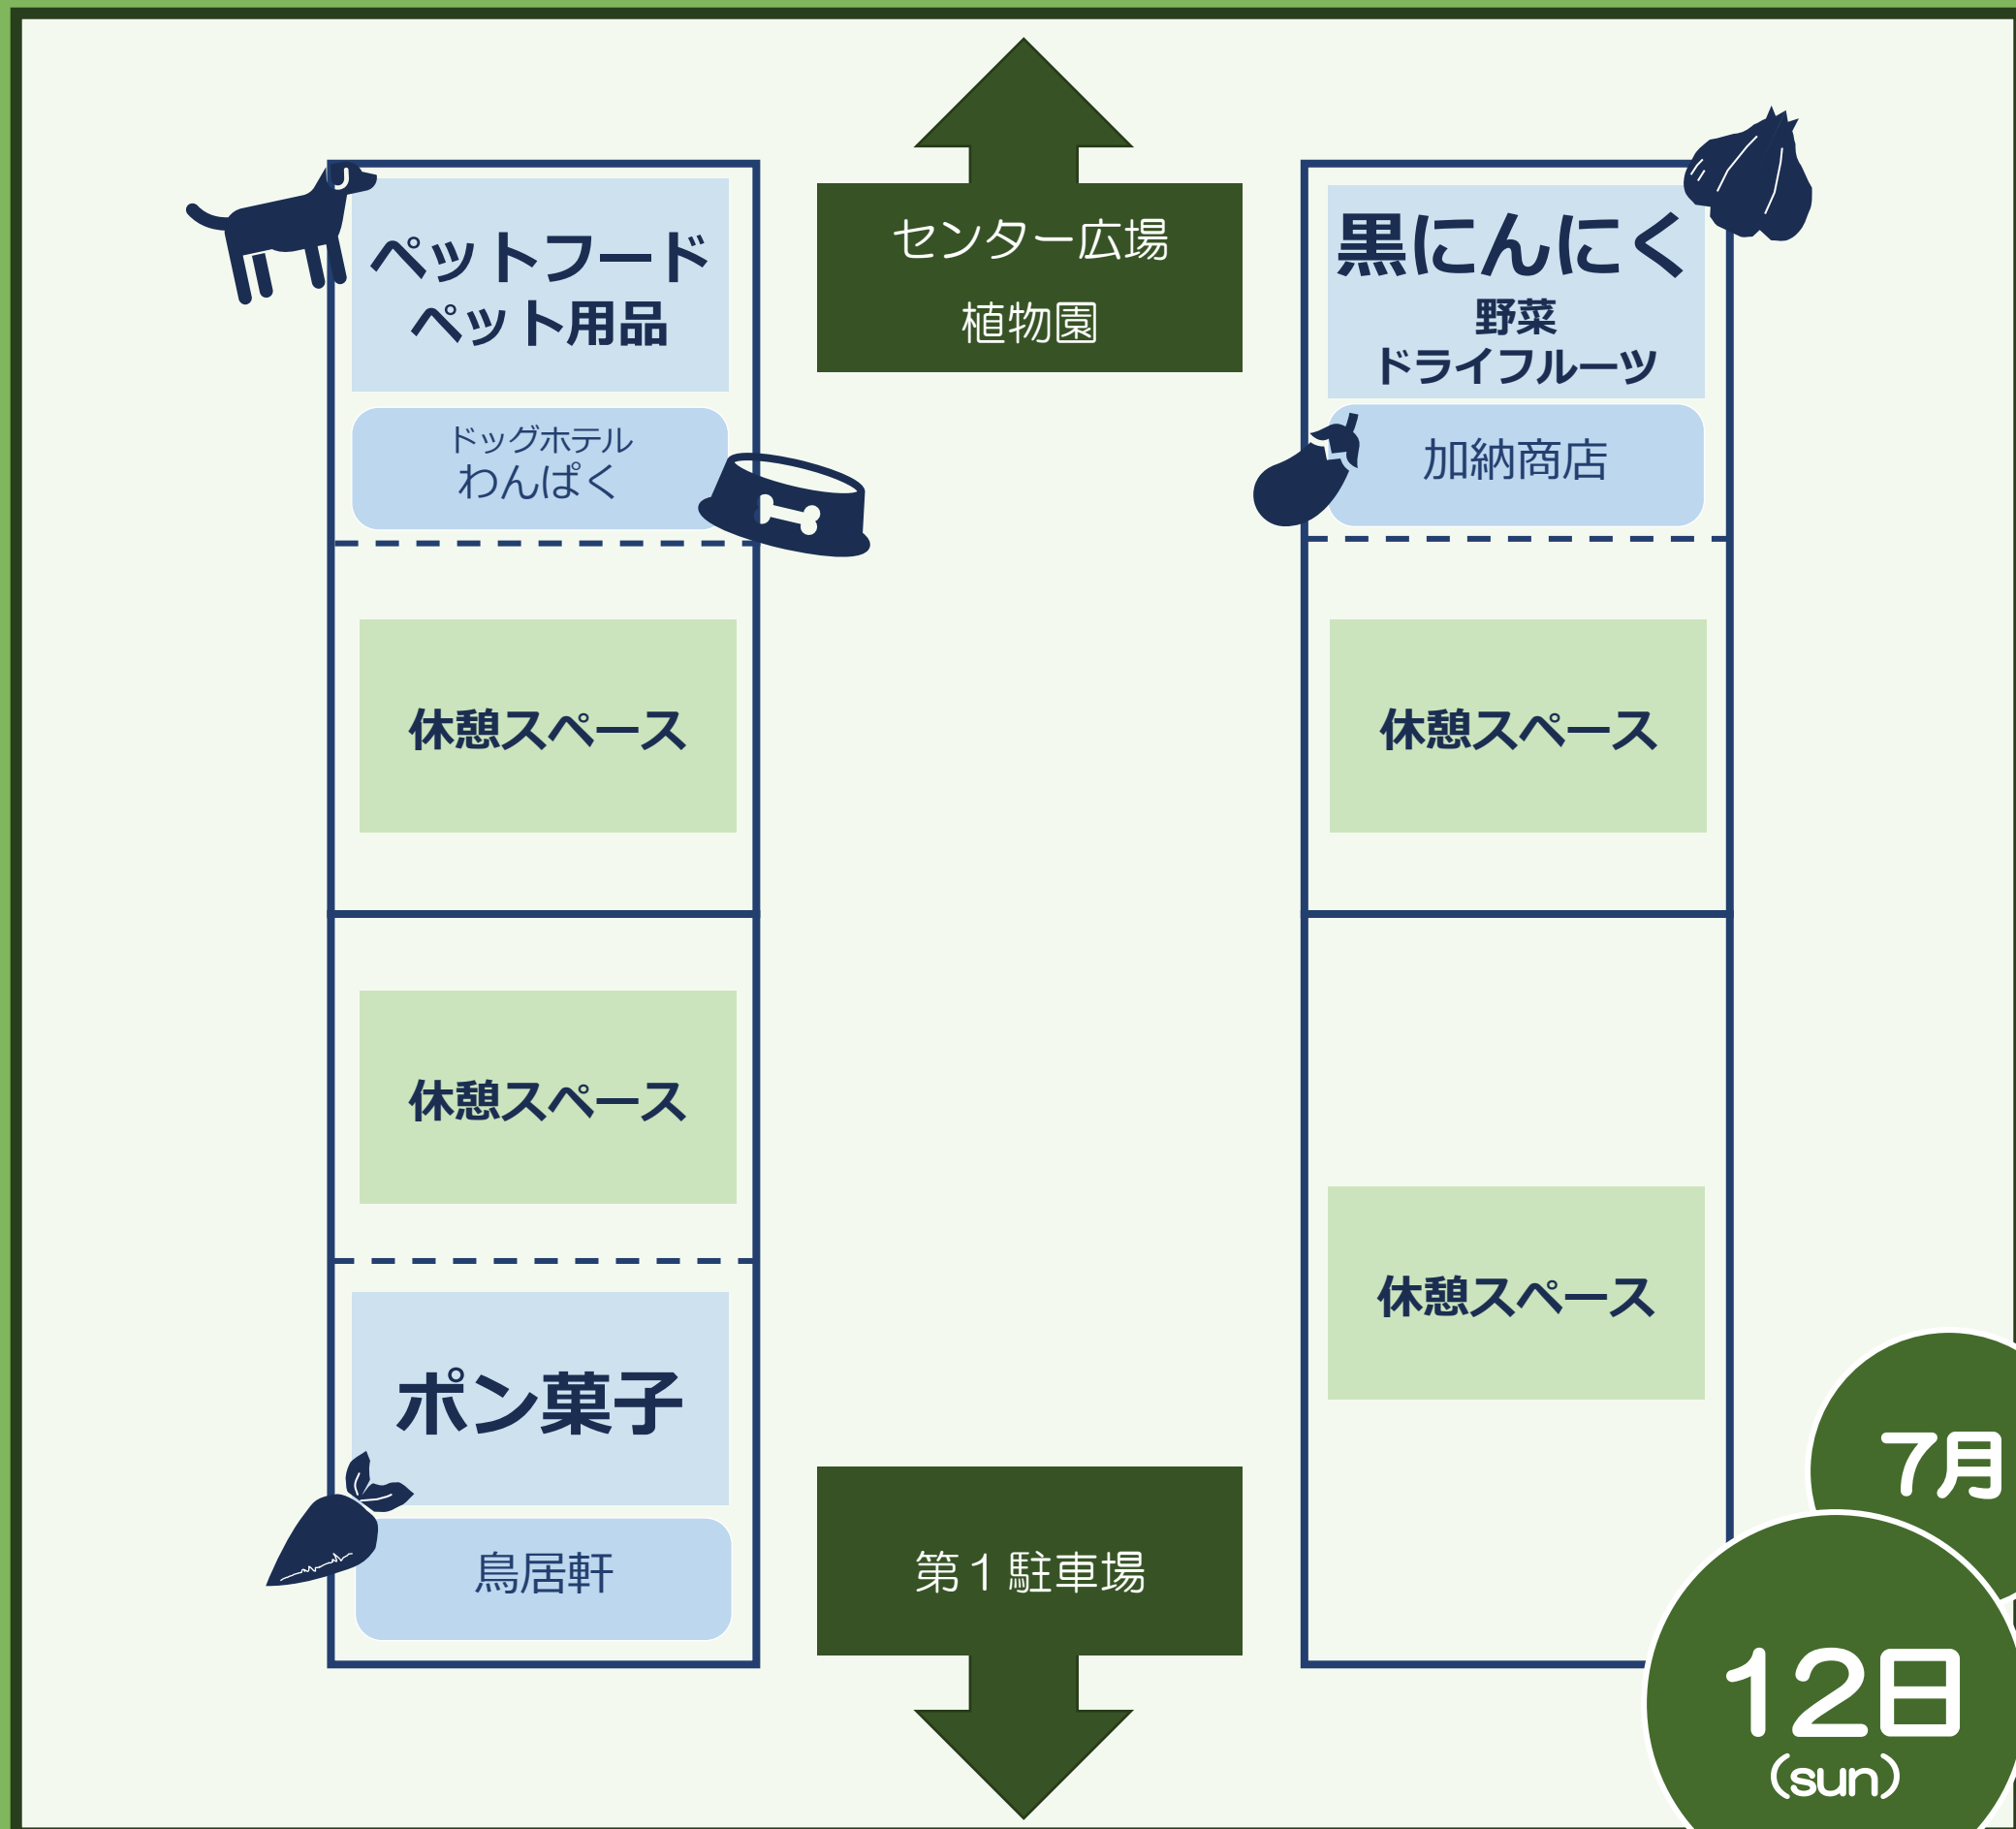 センター広場
植物園
ペットフード
ペット用品
ドッグホテル
わんぱく
休憩スペース
休憩スペース
ポン菓子
鳥居軒
黒にんにく
野菜
ドライフルーツ
加納商店
休憩スペース
休憩スペース
第1駐車場
7月
12日
(sun)